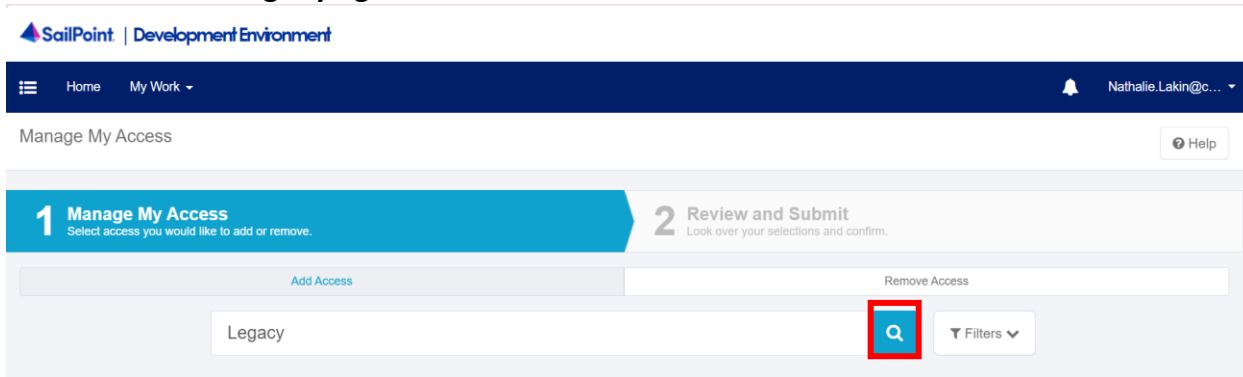 SailPoint. | Development Environment
Home My Work
Nathalie.Lakin@c...
Manage My Access
Help
1 Manage My Access
Select access you would like to add or remove.
2 Review and Submit
Look over your selections and confirm.
Add Access
Remove Access
Legacy
Filters